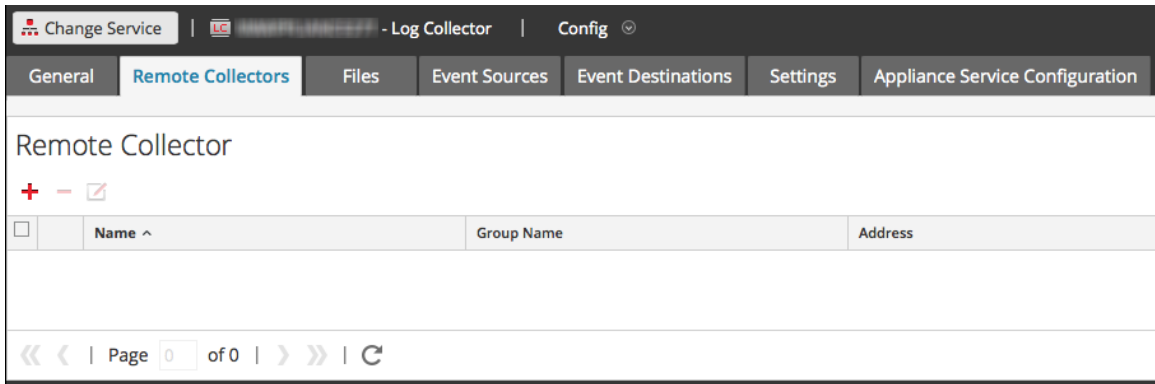 Change Service | LC - Log Collector | Config
General Remote Collectors Files Event Sources Event Destinations Settings Appliance Service Configuration
Remote Collector
Name Group Name Address
| Page 0 of 0 | |